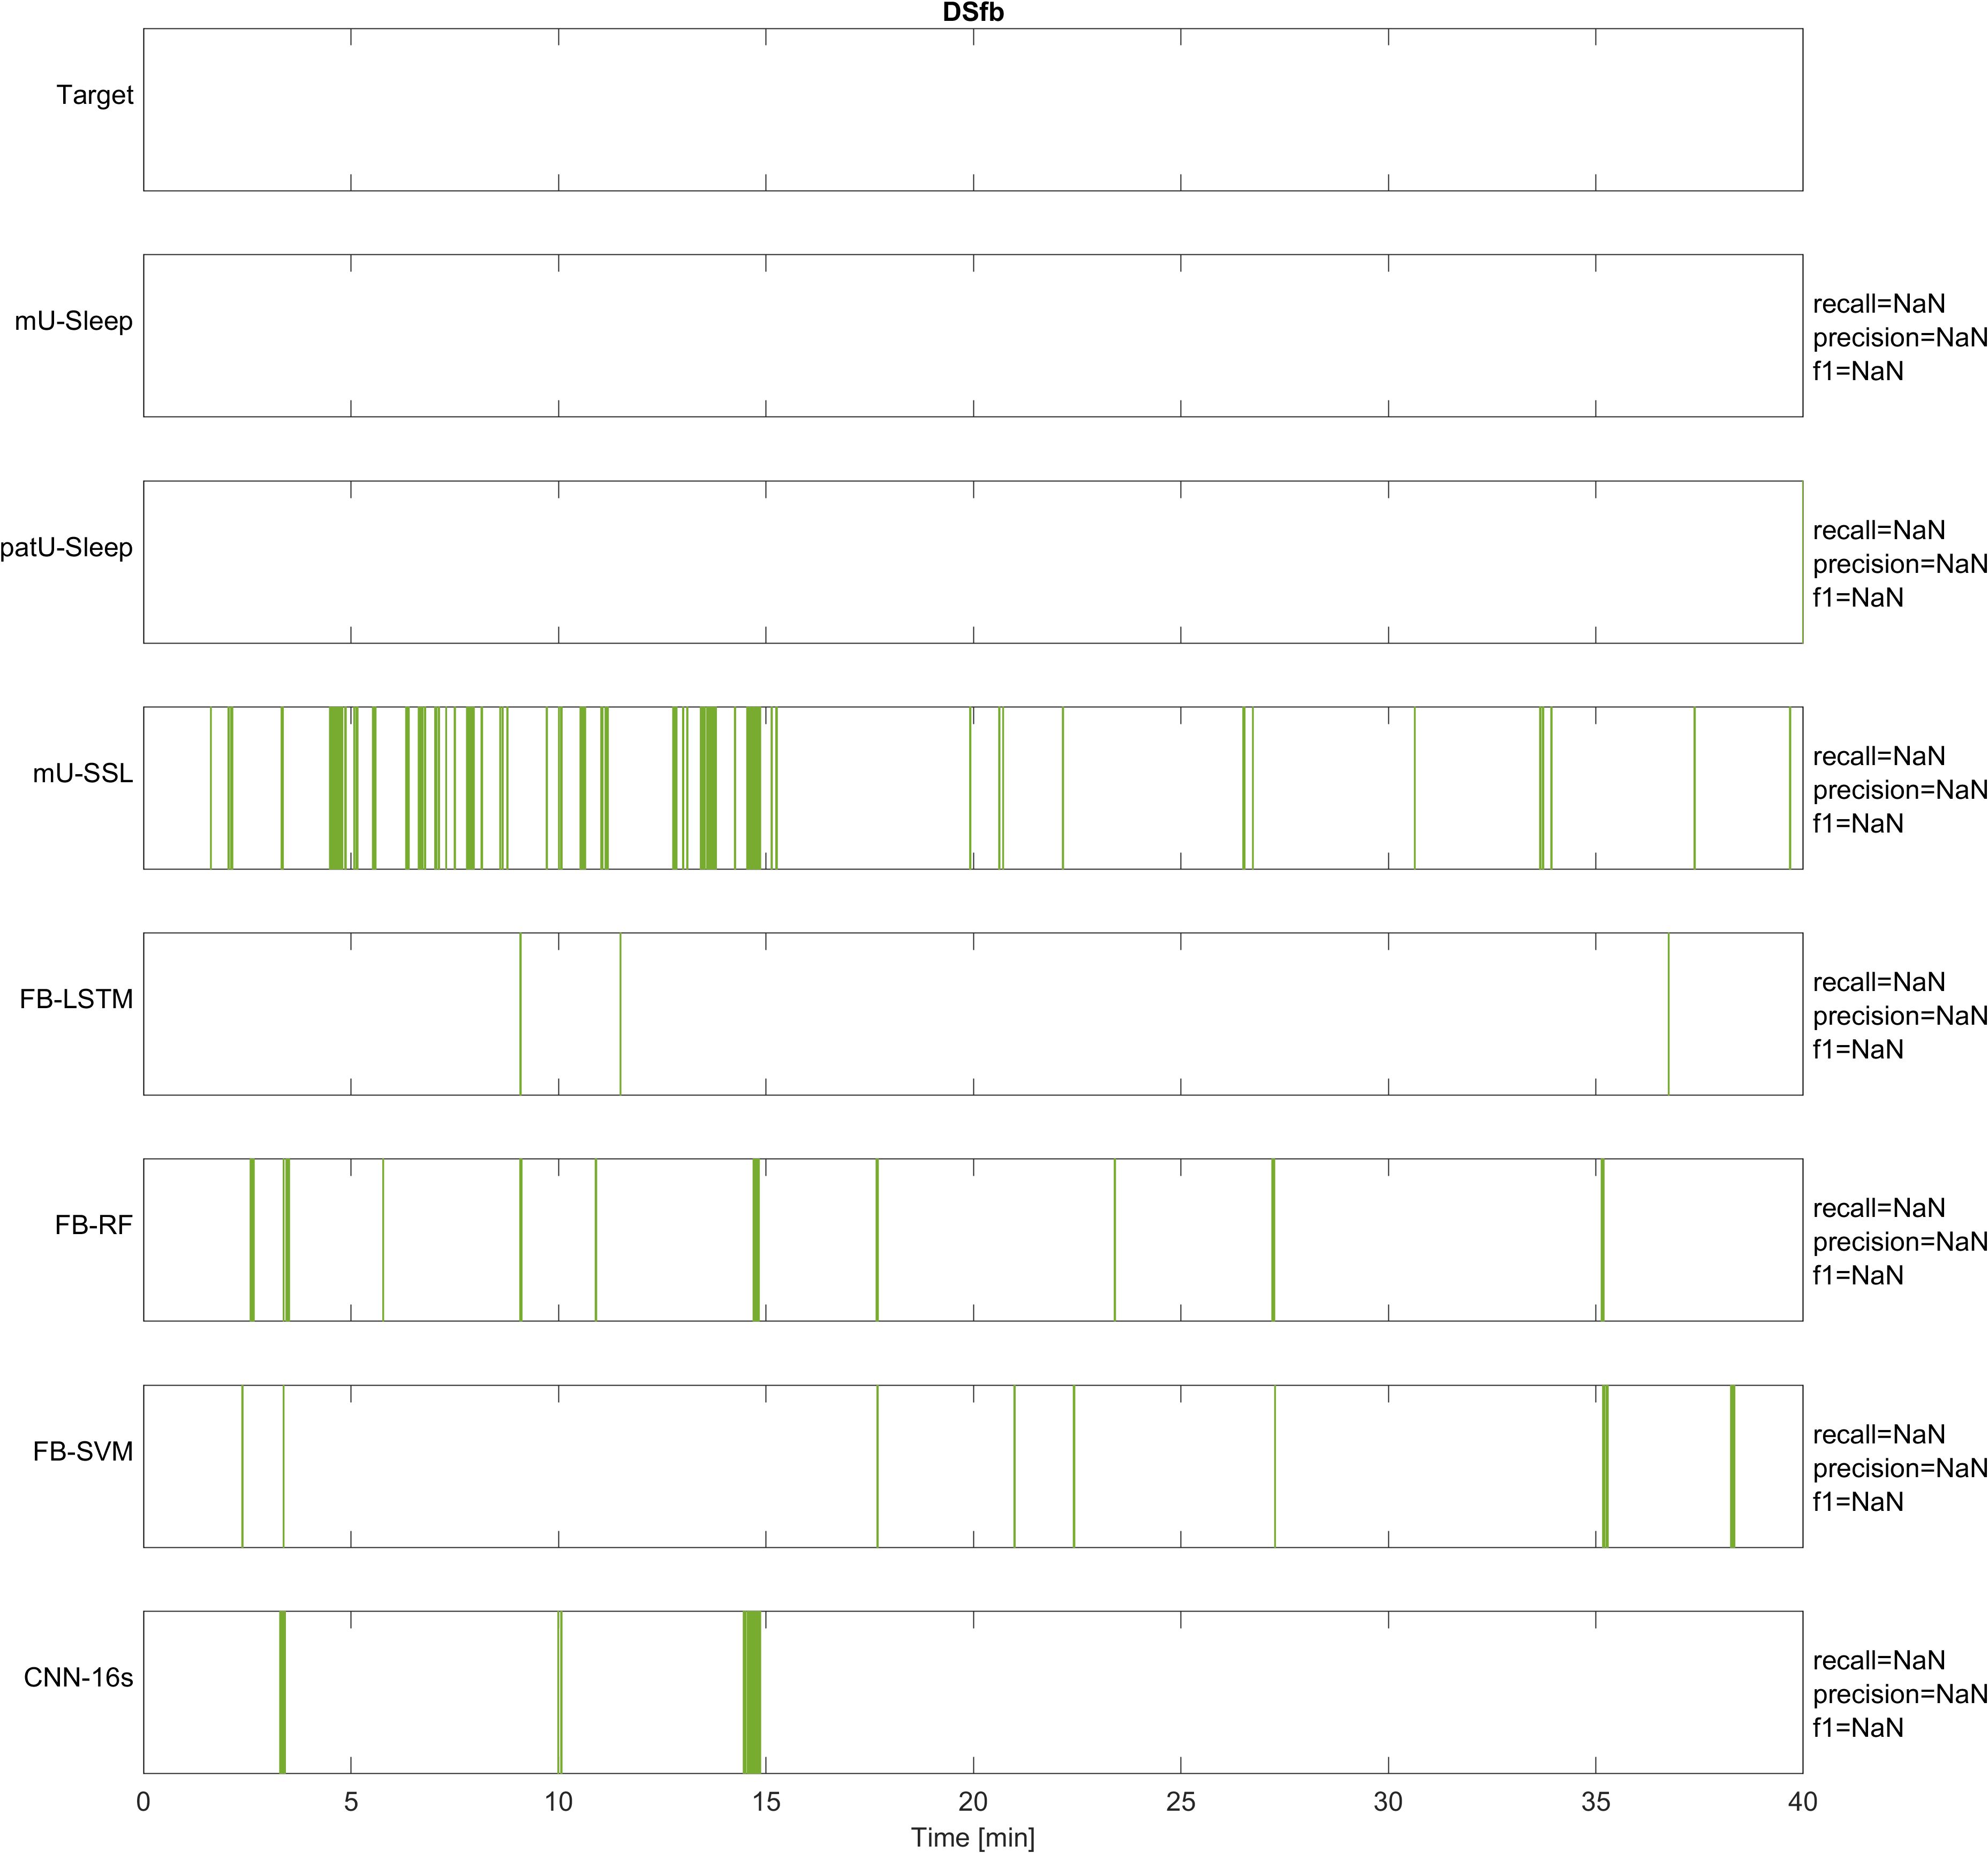 DSfb
Target
mU-Sleep
recall=NaN
precision=NaN
f1=NaN
patU-Sleep
recall=NaN
precision=NaN
f1=NaN
mU-SSL
recall=NaN
precision=NaN
f1=NaN
FB-LSTM
recall=NaN
precision=NaN
f1=NaN
FB-RF
recall=NaN
precision=NaN
f1=NaN
FB-SVM
recall=NaN
precision=NaN
f1=NaN
CNN-16s
recall=NaN
precision=NaN
f1=NaN
0 5 10 15 20 25 30 35 40
Time [min]